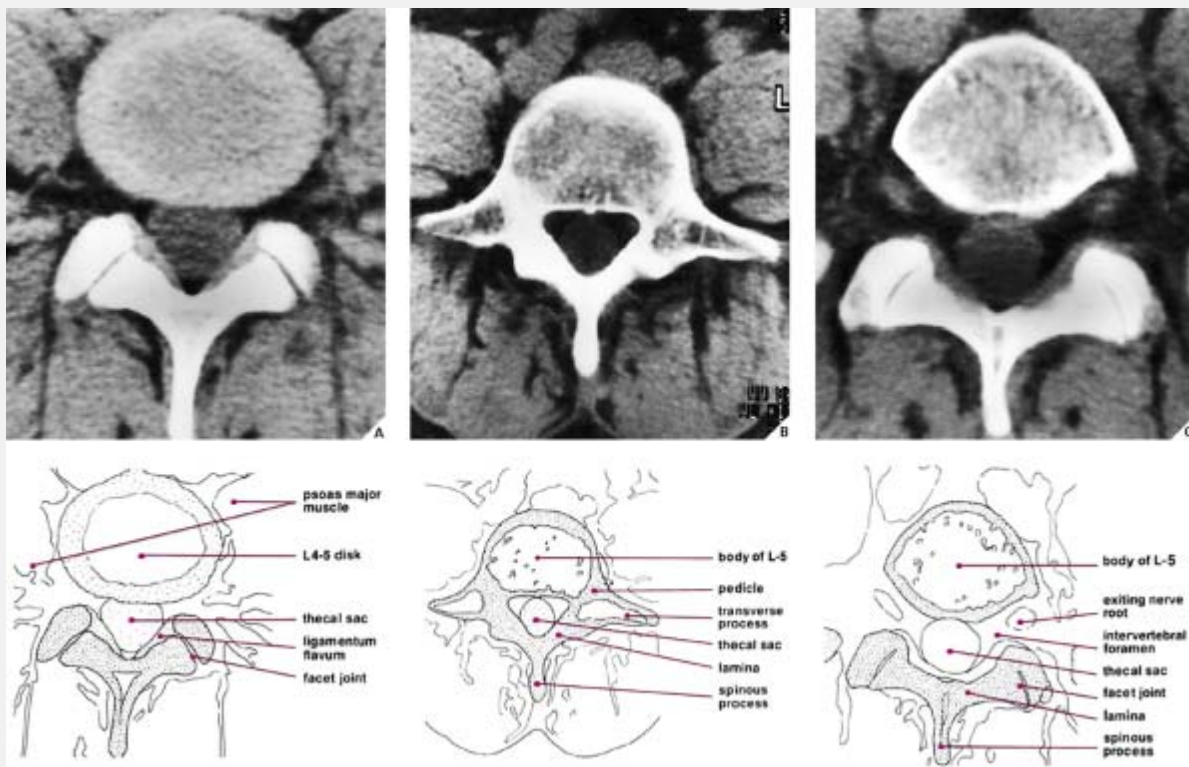 L
A
B
C
psoas major
muscle
L4-5 disk
thecal sac
ligamentum
flavum
facet joint
body of L-5
pedicle
transverse
process
thecal sac
lamina
spinous
process
body of L-5
exiting nerve
root
intervertebral
foramen
thecal sac
facet joint
lamina
spinous
process